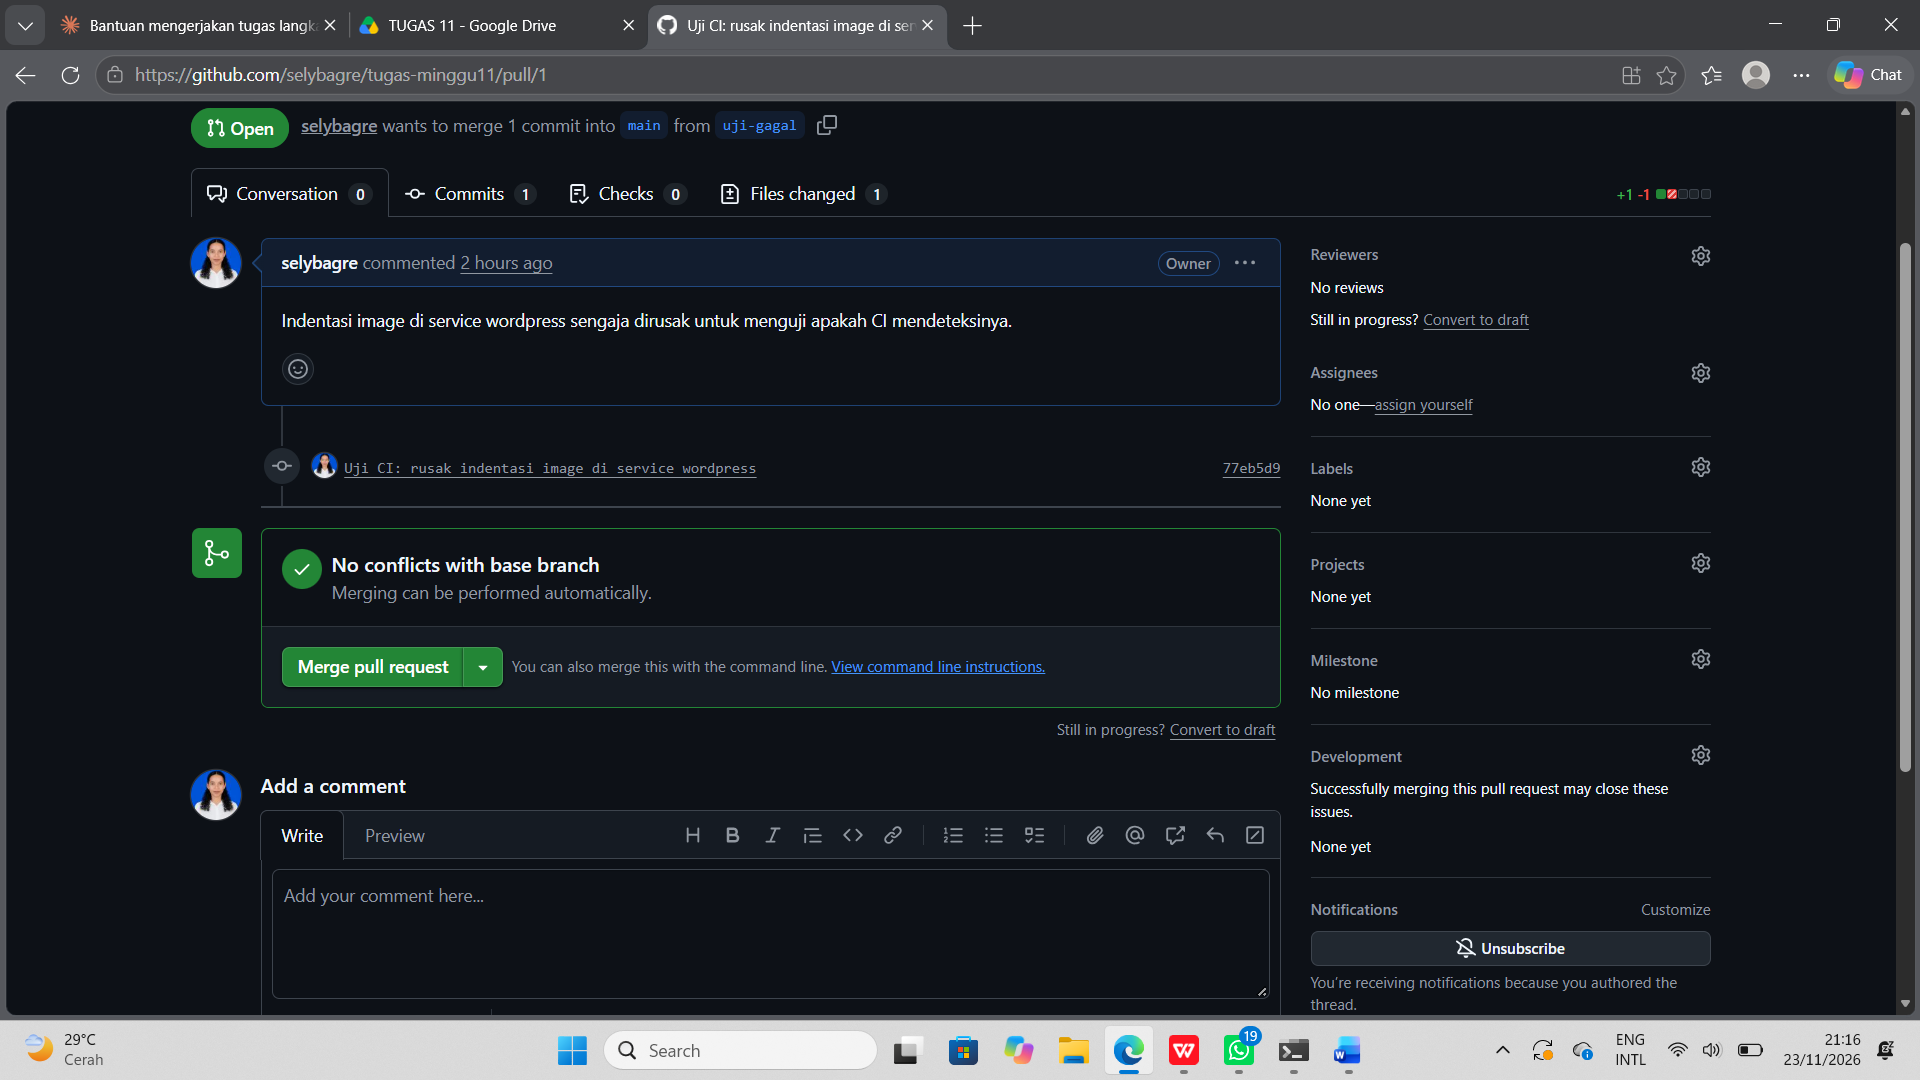 Bantuan mengerjakan tugas langk
TUGAS 11 - Google Drive
Uji CI: rusak indentasi image di ser
https://github.com/selybagre/tugas-minggu11/pull/1
Chat
Open
selybagre wants to merge 1 commit into main from uji-gagal
Conversation 0
Commits 1
Checks 0
Files changed 1
+1 -1
selybagre commented 2 hours ago
Owner
Indentasi image di service wordpress sengaja dirusak untuk menguji apakah CI mendeteksinya.
Uji CI: rusak indentasi image di service wordpress
77eb5d9
No conflicts with base branch
Merging can be performed automatically.
Merge pull request
You can also merge this with the command line. View command line instructions.
Still in progress? Convert to draft
Add a comment
Write
Preview
Add your comment here...
Reviewers
No reviews
Still in progress? Convert to draft
Assignees
No one—assign yourself
Labels
None yet
Projects
None yet
Milestone
No milestone
Development
Successfully merging this pull request may close these
issues.
None yet
Notifications
Customize
Unsubscribe
You're receiving notifications because you authored the
thread.
29°C
Cerah
Search
19
ENG
INTL
21:16
23/11/2026